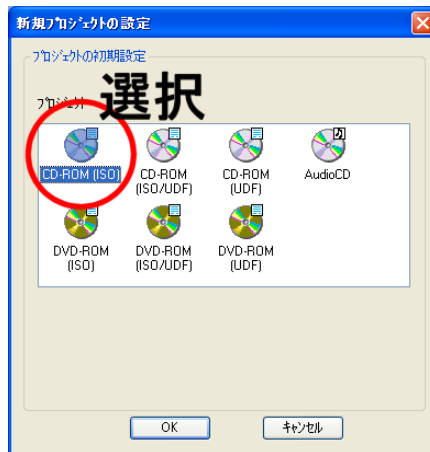 新規ﾌﾟﾛｼﾞｪｸﾄの設定
ﾌﾟﾛｼﾞｪｸﾄの初期設定
選択
ﾌﾟﾛｼﾞｪｸﾄ
CD-ROM (ISO)
CD-ROM
(ISO/UDF)
CD-ROM
(UDF)
AudioCD
DVD-ROM
(ISO)
DVD-ROM
(ISO/UDF)
DVD-ROM
(UDF)
OK
ｷｬﾝｾﾙ